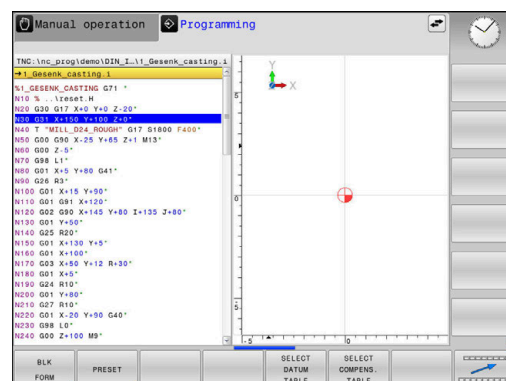 Manual operation
Programming
TNC:\nc_prog\demo\DIN_I…\1_Gesenk_casting.i
→1_Gesenk_casting.i
%1_GESENK_CASTING G71 *
N10 % ..\reset.H
N20 G30 G17 X+0 Y+0 Z-20*
N30 G31 X+150 Y+100 Z+0*
N40 T "MILL_D24_ROUGH" G17 S1800 F400*
N50 G00 G90 X-25 Y+65 Z+1 M13*
N60 G00 Z-5*
N70 G98 L1*
N80 G01 X+5 Y+80 G41*
N90 G26 R3*
N100 G01 X+15 Y+90*
N110 G01 G91 X+120*
N120 G02 G90 X+145 Y+80 I+135 J+80*
N130 G01 Y+50*
N140 G25 R20*
N150 G01 X+130 Y+5*
N160 G01 X+100*
N170 G03 X+50 Y+12 R+30*
N180 G01 X+5*
N190 G24 R10*
N200 G01 Y+80*
N210 G27 R10*
N220 G01 X-20 Y+90 G40*
N230 G98 L0*
N240 G00 Z+100 M9*
Y
X
5
0
-5
-5
0
BLK
FORM
PRESET
SELECT
DATUM
TABLE
SELECT
COMPENS.
TABLE